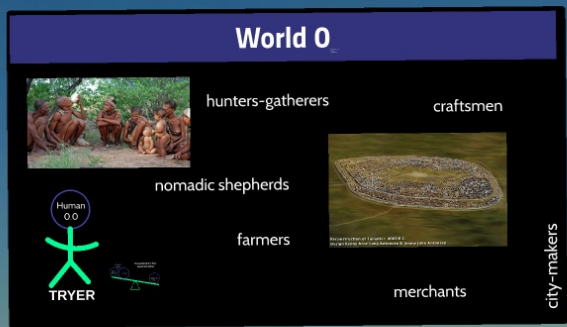 World 0
hunters-gatherers
craftsmen
nomadic shepherds
Human
0.0
farmers
TRYER
merchants
city-makers